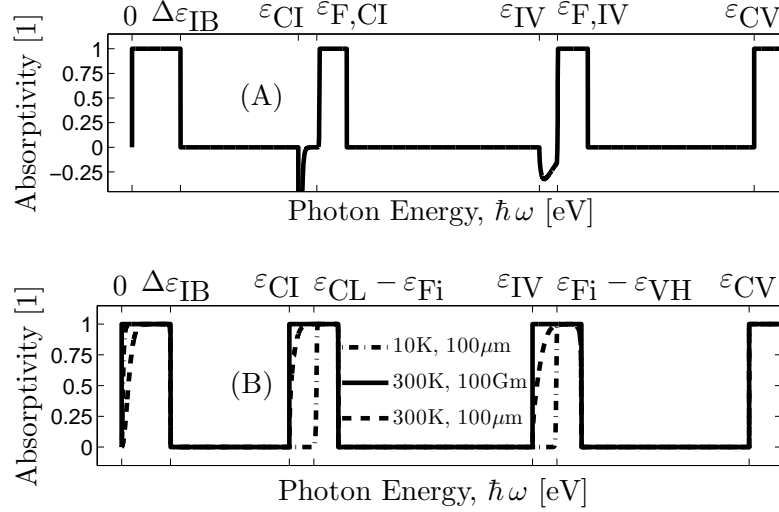 0 Δε_IB ε_CI ε_F,CI ε_IV ε_F,IV ε_CV
1
0.75
0.5
0.25
0
−0.25
Absorptivity [1]
(A)
Photon Energy, ℏ ω [eV]
0 Δε_IB ε_CI ε_CL − ε_Fi ε_IV ε_Fi − ε_VH ε_CV
1
0.75
0.5
0.25
0
Absorptivity [1]
(B)
10K, 100μm
300K, 100Gm
300K, 100μm
Photon Energy, ℏ ω [eV]